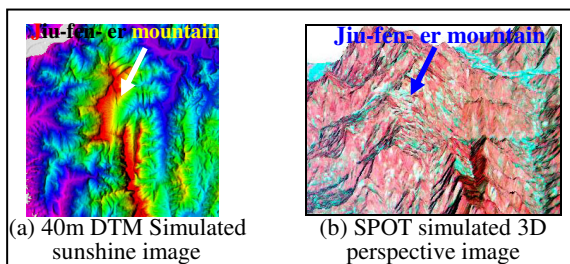 Jiu-fen- er mountain
Jiu-fen- er mountain
(a) 40m DTM Simulated
sunshine image
(b) SPOT simulated 3D
perspective image